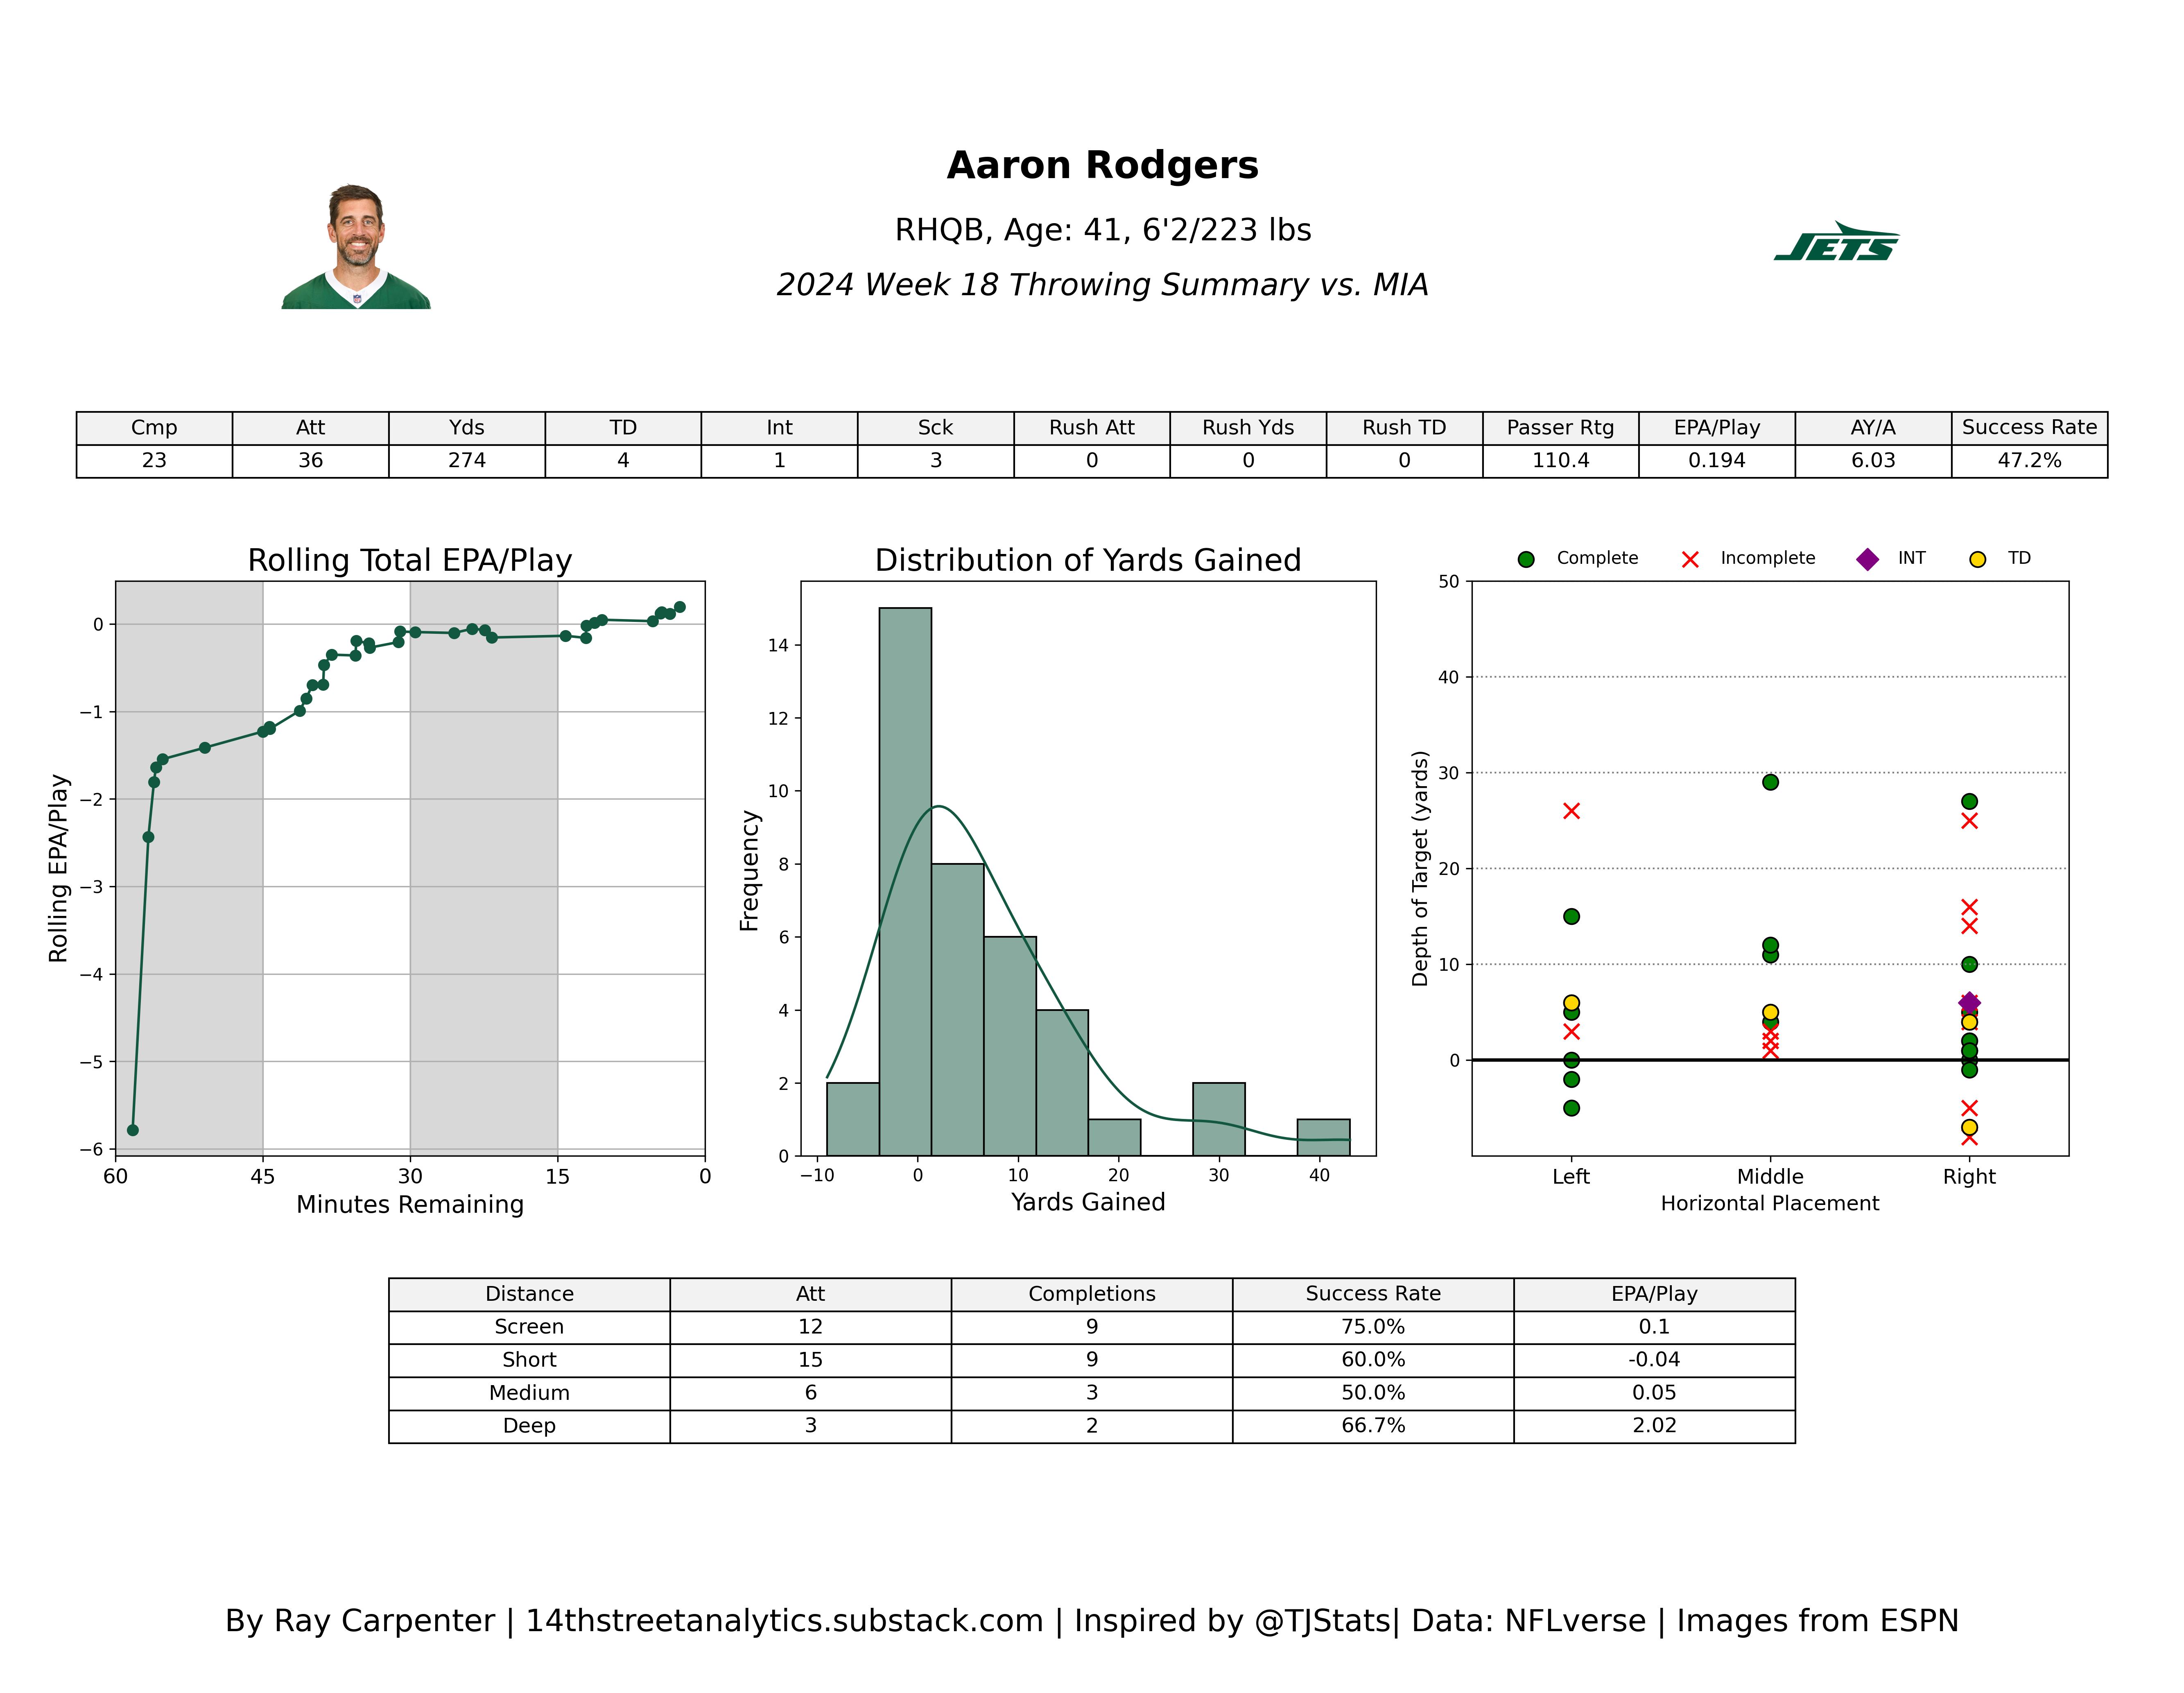 Aaron Rodgers
RHQB, Age: 41, 6'2/223 lbs
2024 Week 18 Throwing Summary vs. MIA
JETS
Cmp Att Yds TD Int Sck Rush Att Rush Yds Rush TD Passer Rtg EPA/Play AY/A Success Rate
23 36 274 4 1 3 0 0 0 110.4 0.194 6.03 47.2%
Rolling Total EPA/Play
0
−1
−2
−3
−4
−5
−6
Rolling EPA/Play
60 45 30 15 0
Minutes Remaining
Distribution of Yards Gained
14
12
10
8
6
4
2
0
Frequency
−10 0 10 20 30 40
Yards Gained
Complete Incomplete INT TD
50
40
30
20
10
0
Depth of Target (yards)
Left Middle Right
Horizontal Placement
Distance Att Completions Success Rate EPA/Play
Screen 12 9 75.0% 0.1
Short 15 9 60.0% -0.04
Medium 6 3 50.0% 0.05
Deep 3 2 66.7% 2.02
By Ray Carpenter | 14thstreetanalytics.substack.com | Inspired by @TJStats| Data: NFLverse | Images from ESPN